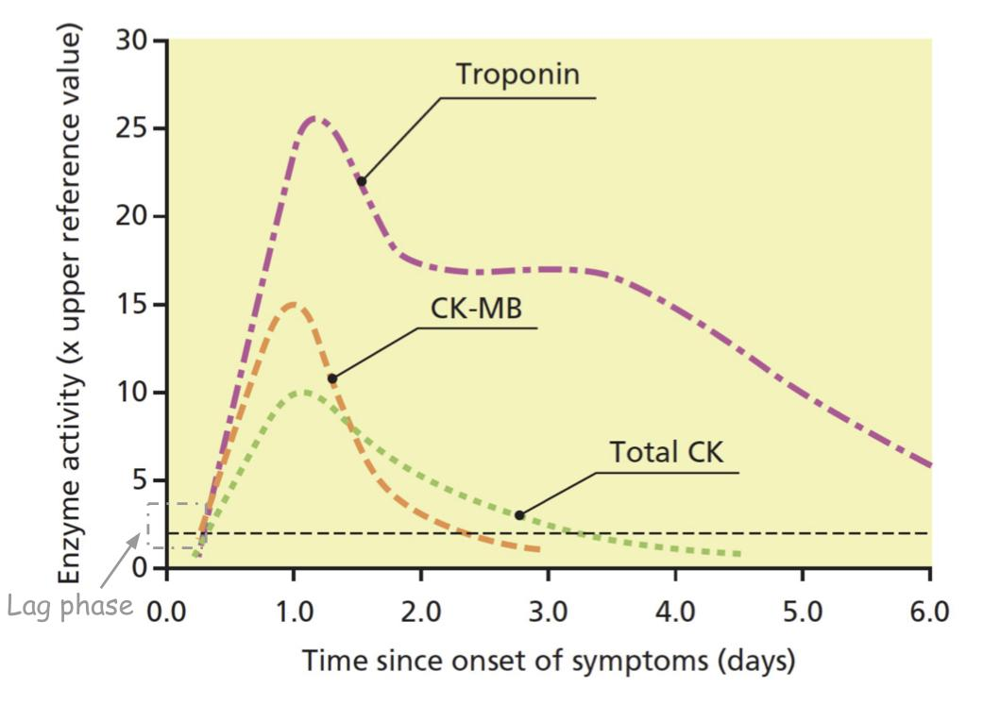 Enzyme activity (x upper reference value)
30
25
20
15
10
5
0
Troponin
CK-MB
Total CK
Lag phase
0.0 1.0 2.0 3.0 4.0 5.0 6.0
Time since onset of symptoms (days)